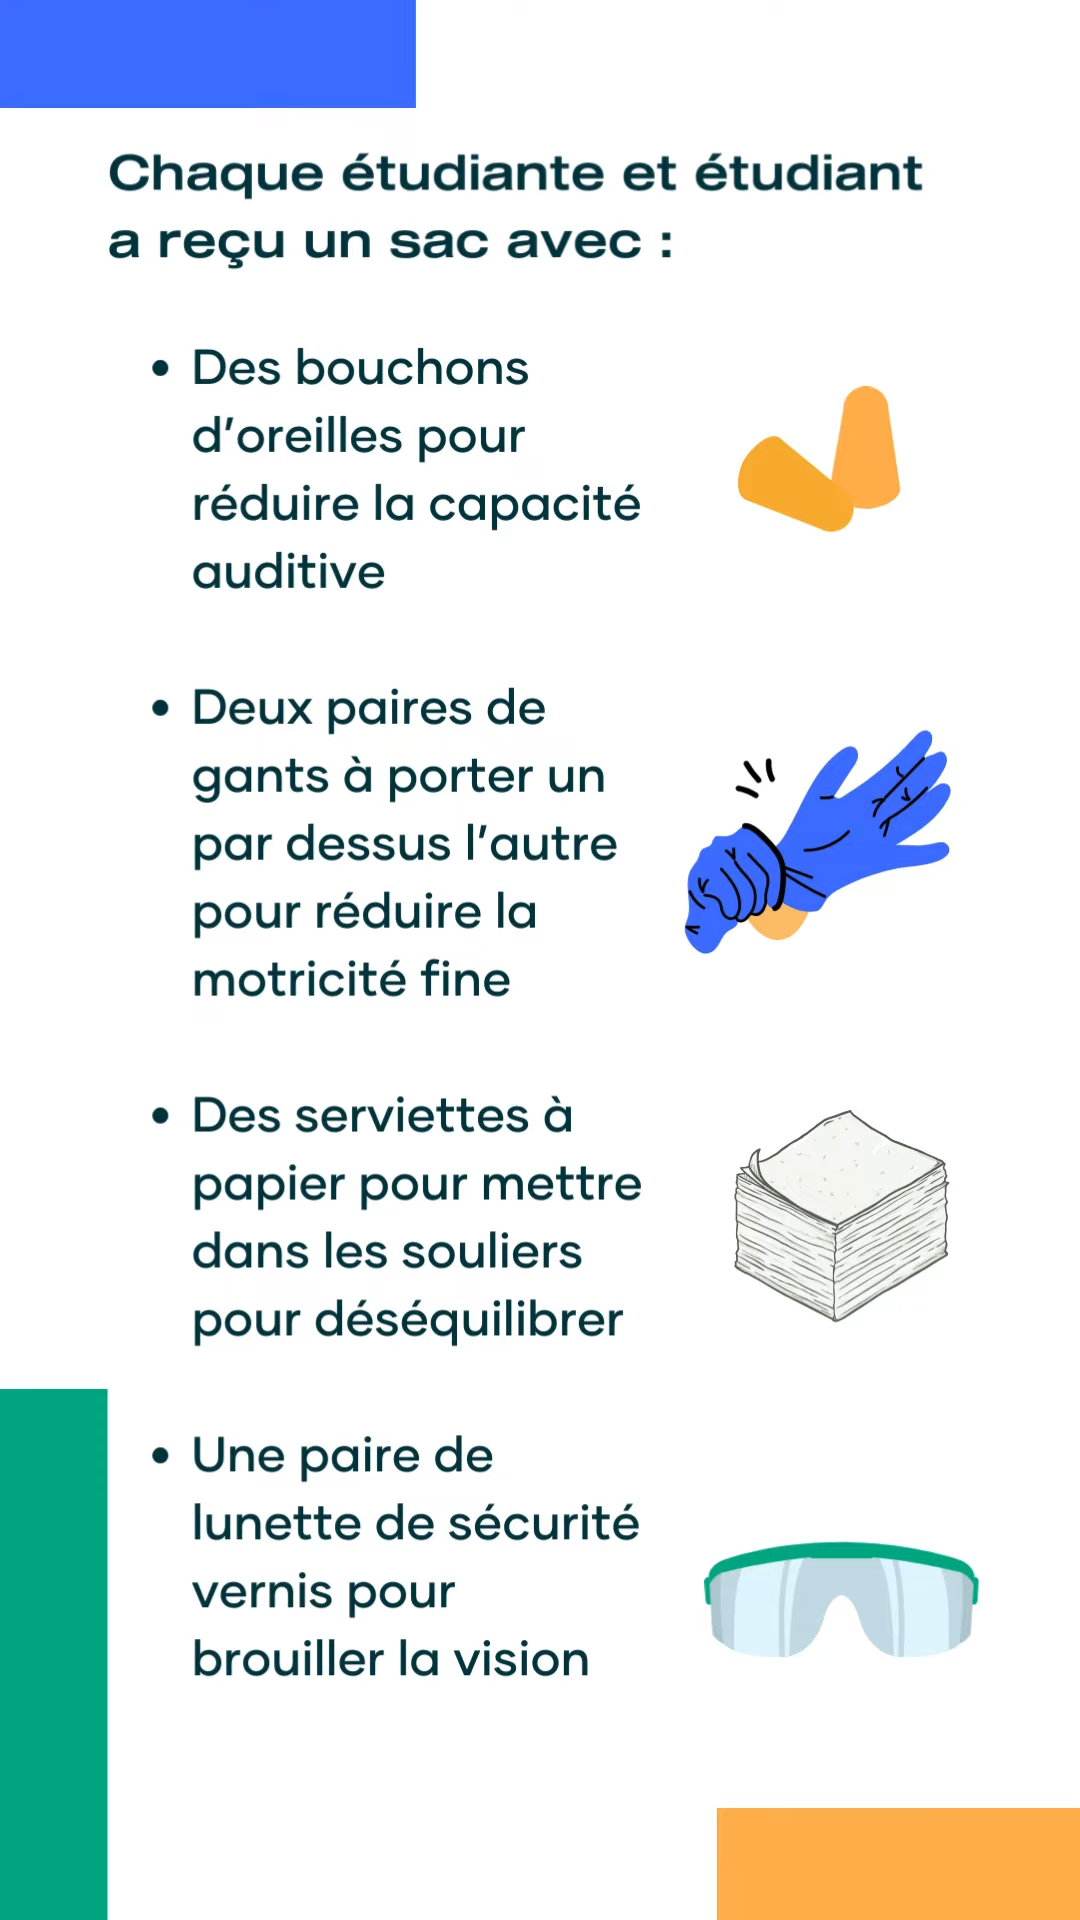 Chaque étudiante et étudiant
a reçu un sac avec :
• Des bouchons
d’oreilles pour
réduire la capacité
auditive
• Deux paires de
gants à porter un
par dessus l’autre
pour réduire la
motricité fine
• Des serviettes à
papier pour mettre
dans les souliers
pour déséquilibrer
• Une paire de
lunette de sécurité
vernis pour
brouiller la vision